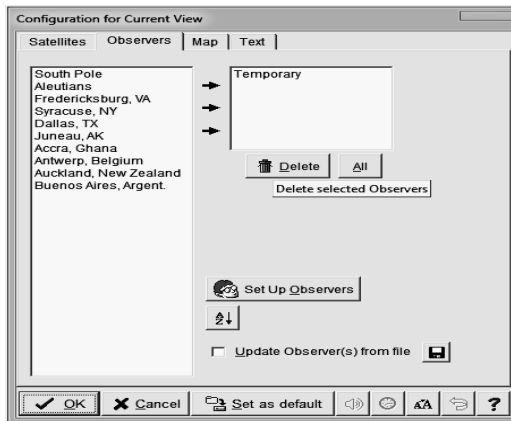 Configuration for Current View
Satellites Observers Map Text
South Pole
Aleutians
Fredericksburg, VA
Syracuse, NY
Dallas, TX
Juneau, AK
Accra, Ghana
Antwerp, Belgium
Auckland, New Zealand
Buenos Aires, Argent.
Temporary
Delete All
Delete selected Observers
Set Up Observers
A Z
Update Observer(s) from file
OK Cancel Set as default AA ?